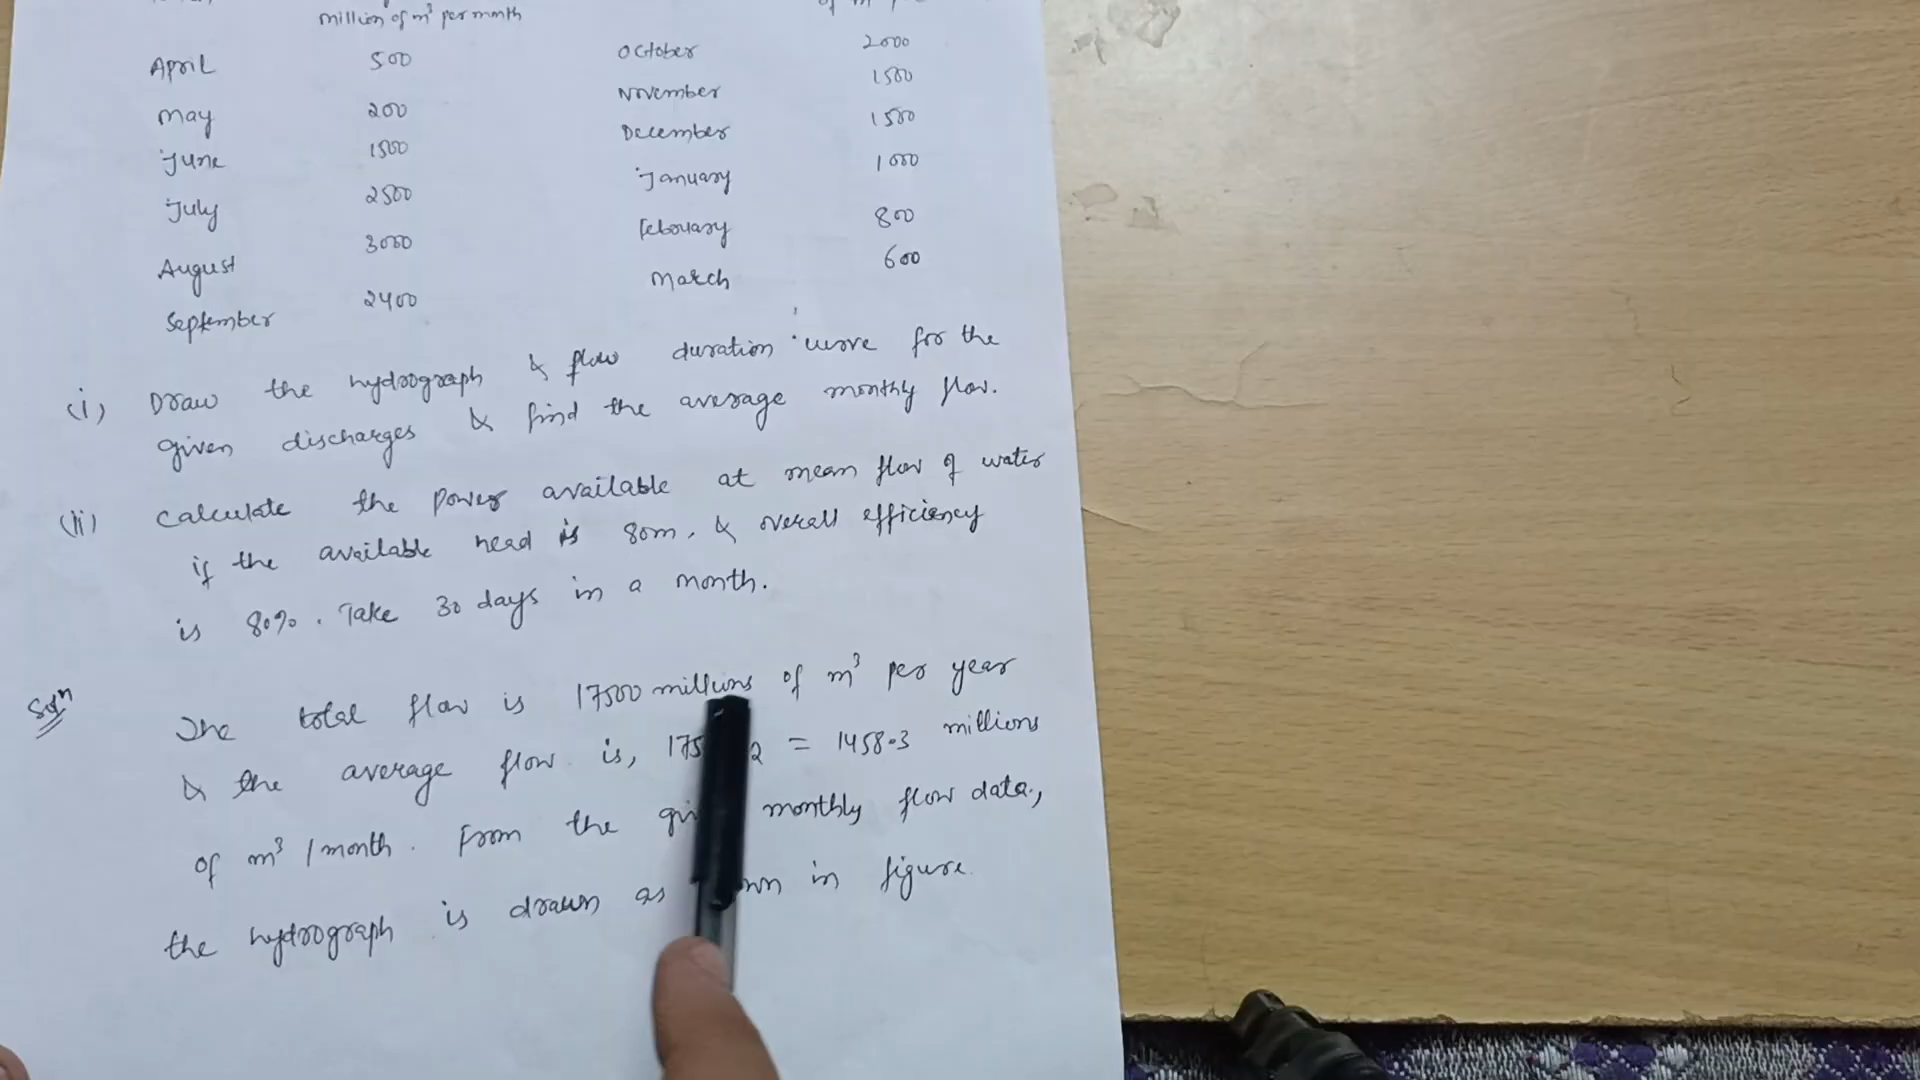 million of m³ per month
April 500 October 2000
May 200 November 1500
June 1500 December 1500
July 2500 January 1000
August 3000 February 800
September 2400 March 600
(i) Draw the hydrograph & flow duration curve for the
given discharges & find the average monthly flow.
(ii) Calculate the power available at mean flow of water
if the available head is 80m, & overall efficiency
is 80%. Take 30 days in a month.
Solⁿ
The total flow is 17500 millions of m³ per year
& the average flow is, = 1458.3 millions
of m³ /month. From the monthly flow data,
the hydrograph is drawn as in figure.